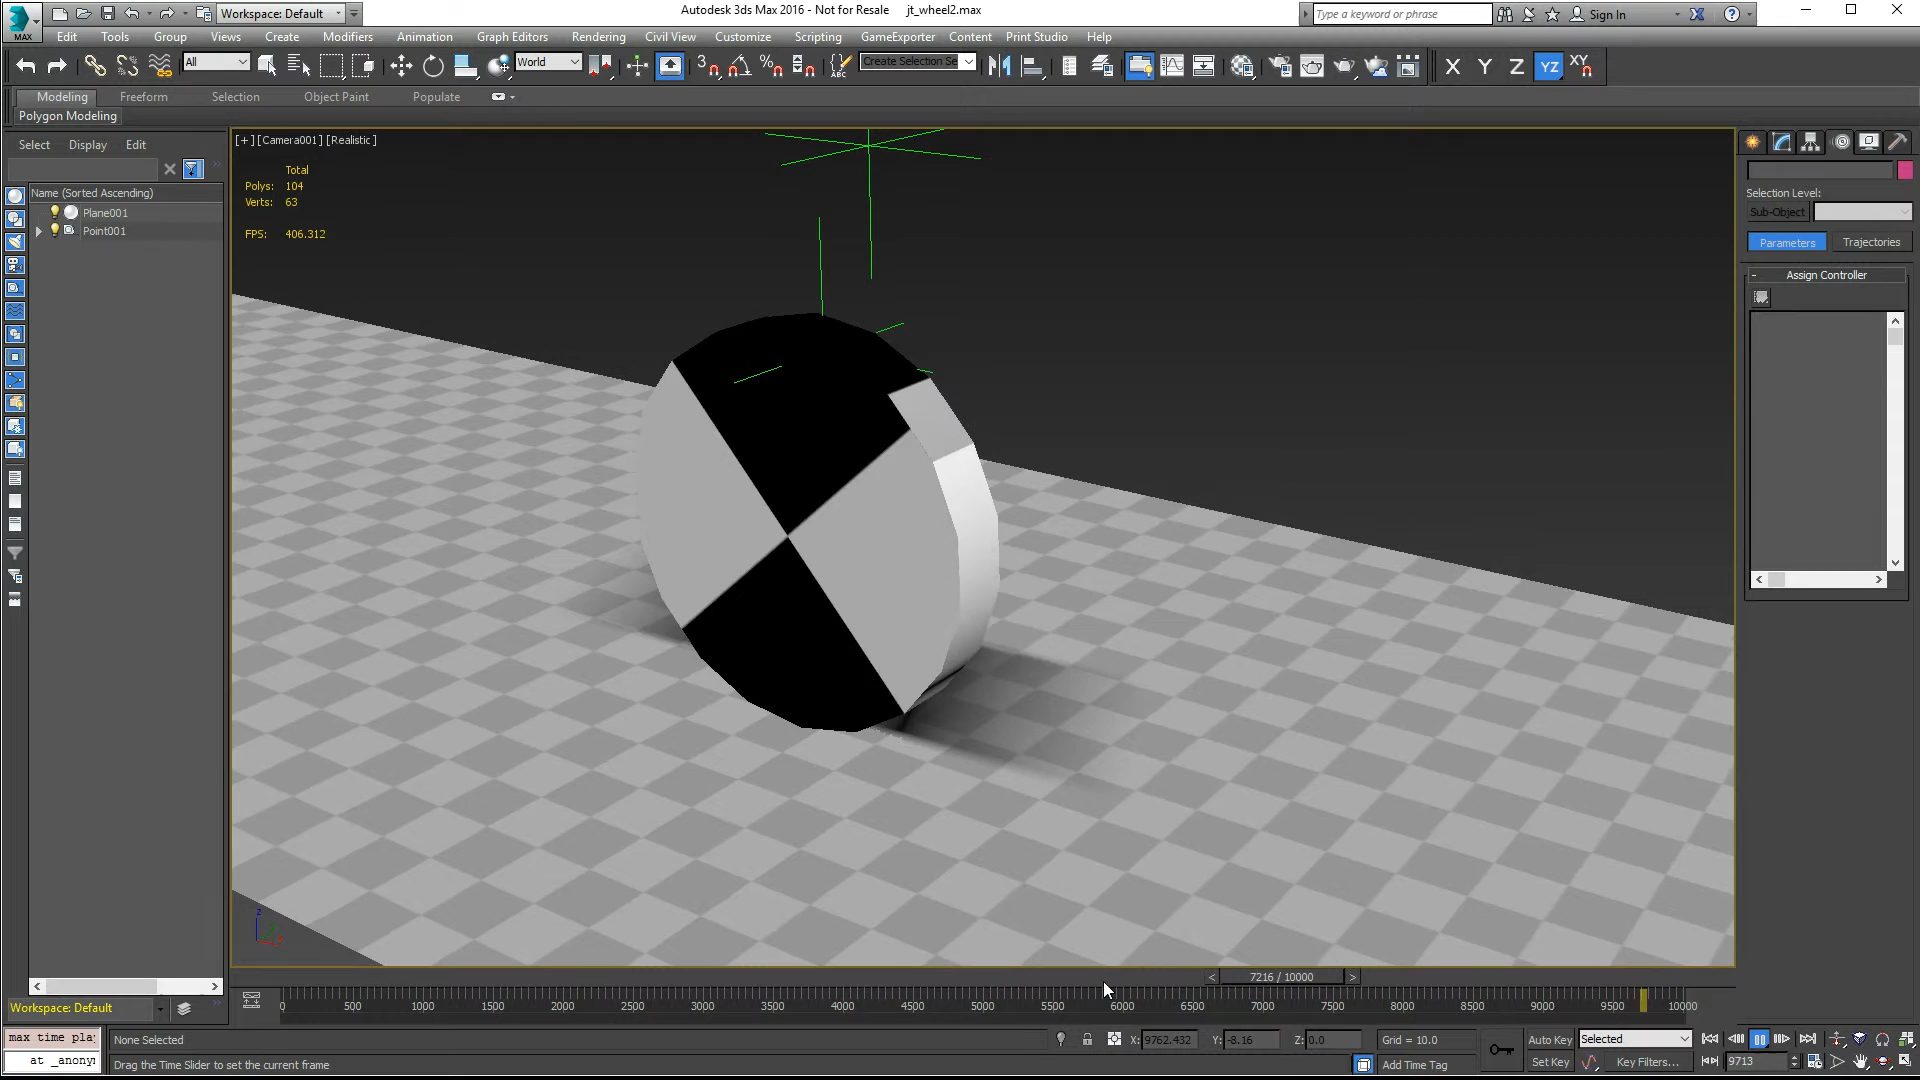 Workspace: Default
Autodesk 3ds Max 2016 - Not for Resale jt_wheel2.max
Type a keyword or phrase
Sign In
MAX
Edit Tools Group Views Create Modifiers Animation Graph Editors Rendering Civil View Customize Scripting GameExporter Content Print Studio Help
All
World
3
ABC
Create Selection Se
X Y Z YZ XY
Modeling Freeform Selection Object Paint Populate
Polygon Modeling
Select Display Edit
[+] [Camera001] [Realistic]
Total
Polys: 104
Verts: 63
FPS: 406.312
Name (Sorted Ascending)
Plane001
Point001
Selection Level:
Sub-Object
Parameters Trajectories
- Assign Controller
z
< 7216 / 10000 >
Workspace: Default
0 500 1000 1500 2000 2500 3000 3500 4000 4500 5000 5500 6000 6500 7000 7500 8000 8500 9000 9500 10000
max time pla
None Selected
X: 9762.432 Y: -8.16 Z: 0.0 Grid = 10.0
Auto Key Selected
at _anonyı
Drag the Time Slider to set the current frame
Add Time Tag
Set Key Key Filters... 9713